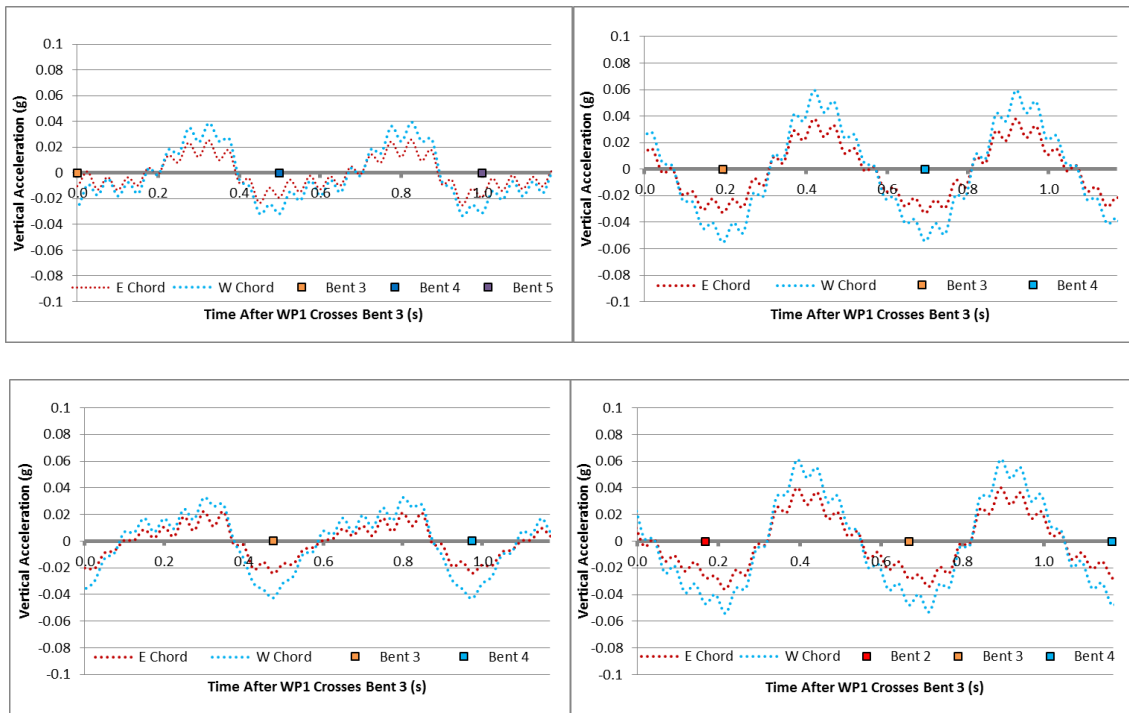 0.1
0.08
0.06
0.04
0.02
0
-0.02
-0.04
-0.06
-0.08
-0.1
0.0 0.2 0.4 0.6 0.8 1.0
Vertical Acceleration (g)
E Chord W Chord Bent 3 Bent 4 Bent 5
Time After WP1 Crosses Bent 3 (s)
0.1
0.08
0.06
0.04
0.02
0
-0.02
-0.04
-0.06
-0.08
-0.1
0.0 0.2 0.4 0.6 0.8 1.0
Vertical Acceleration (g)
E Chord W Chord Bent 3 Bent 4
Time After WP1 Crosses Bent 3 (s)
0.1
0.08
0.06
0.04
0.02
0
-0.02
-0.04
-0.06
-0.08
-0.1
0.0 0.2 0.4 0.6 0.8 1.0
Vertical Acceleration (g)
E Chord W Chord Bent 3 Bent 4
Time After WP1 Crosses Bent 3 (s)
0.1
0.08
0.06
0.04
0.02
0
-0.02
-0.04
-0.06
-0.08
-0.1
0.0 0.2 0.4 0.6 0.8 1.0
Vertical Acceleration (g)
E Chord W Chord Bent 2 Bent 3 Bent 4
Time After WP1 Crosses Bent 3 (s)